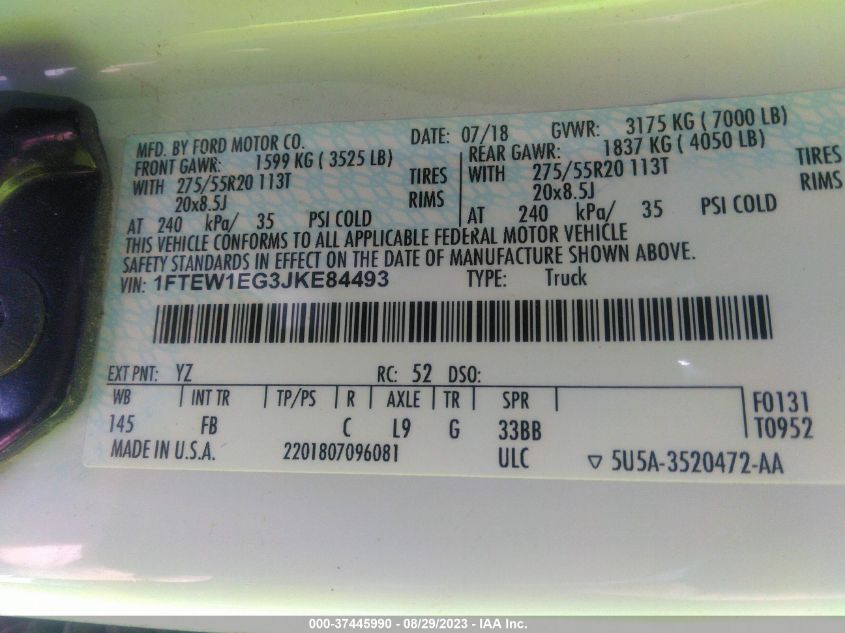 MFD. BY FORD MOTOR CO. DATE: 07/18 GVWR: 3175 KG ( 7000 LB)
FRONT GAWR: 1599 KG ( 3525 LB) REAR GAWR: 1837 KG ( 4050 LB)
WITH 275/55R20 113T TIRES WITH 275/55R20 113T TIRES
20x8.5J RIMS 20x8.5J RIMS
AT 240 kPa/ 35 PSI COLD AT 240 kPa/ 35 PSI COLD
THIS VEHICLE CONFORMS TO ALL APPLICABLE FEDERAL MOTOR VEHICLE
SAFETY STANDARDS IN EFFECT ON THE DATE OF MANUFACTURE SHOWN ABOVE.
VIN: 1FTEW1EG3JKE84493 TYPE: Truck
EXT PNT: YZ RC: 52 DSO:
WB INT TR TP/PS R AXLE TR SPR F0131
145 FB C L9 G 33BB T0952
MADE IN U.S.A. 2201807096081 ULC ▽ 5U5A-3520472-AA
000-37445990 - 08/29/2023 - IAA Inc.